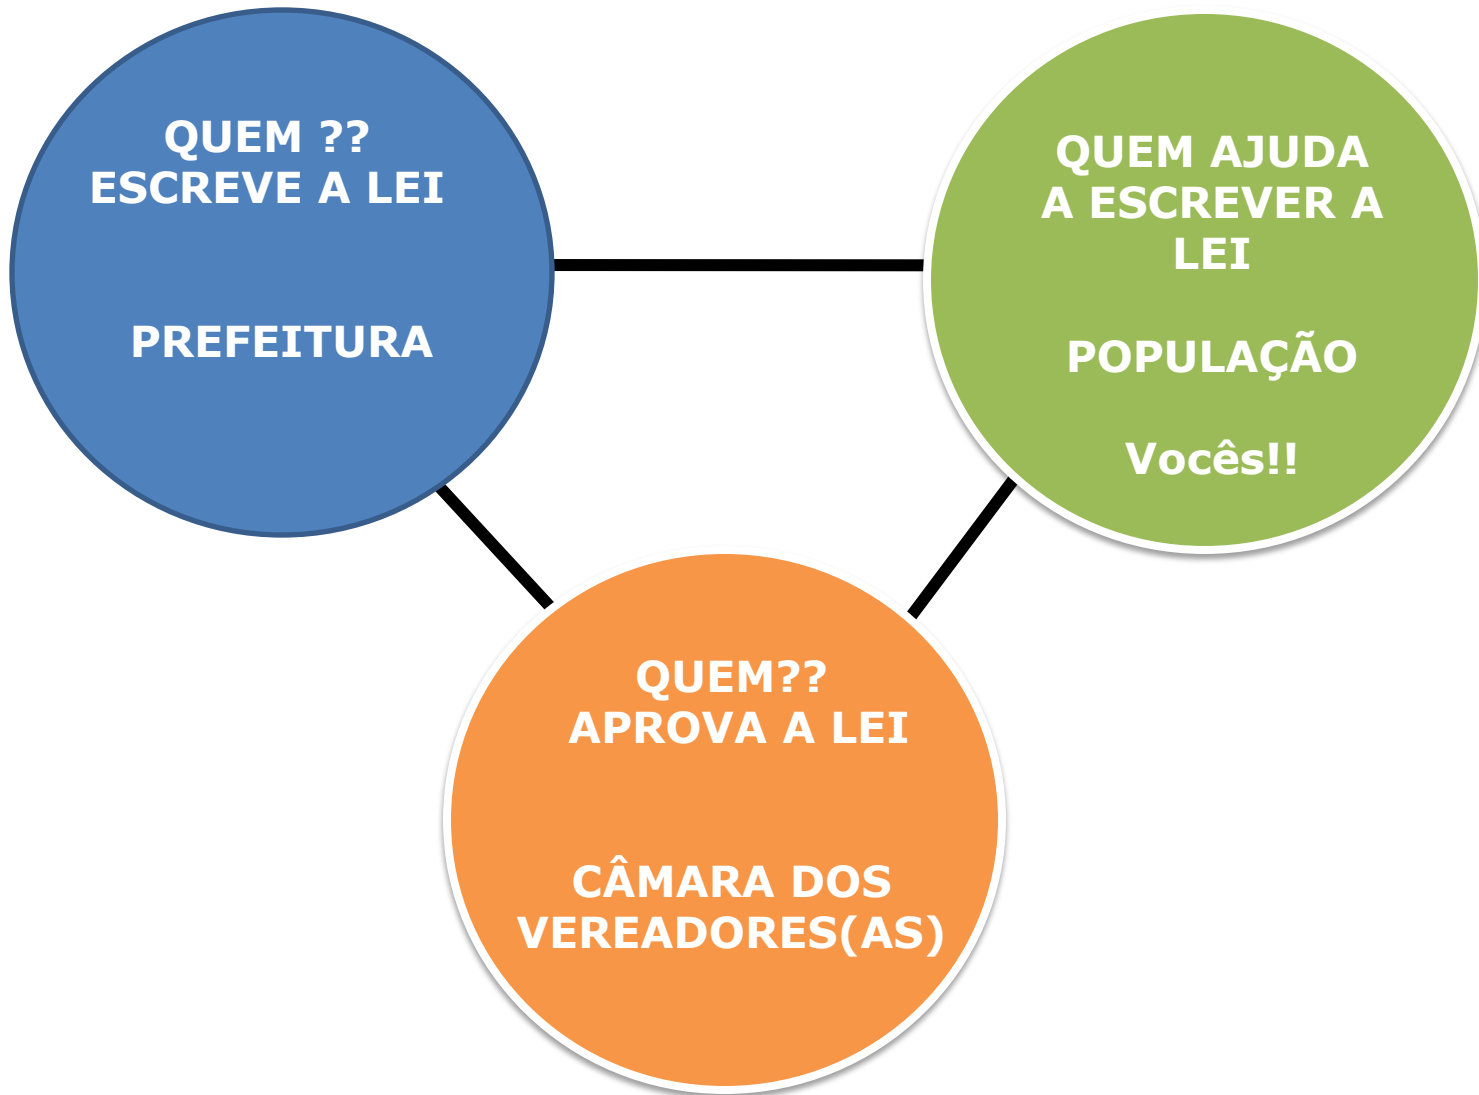 QUEM ??
ESCREVE A LEI
PREFEITURA
QUEM AJUDA
A ESCREVER A
LEI
POPULAÇÃO
Vocês!!
QUEM??
APROVA A LEI
CÂMARA DOS
VEREADORES(AS)